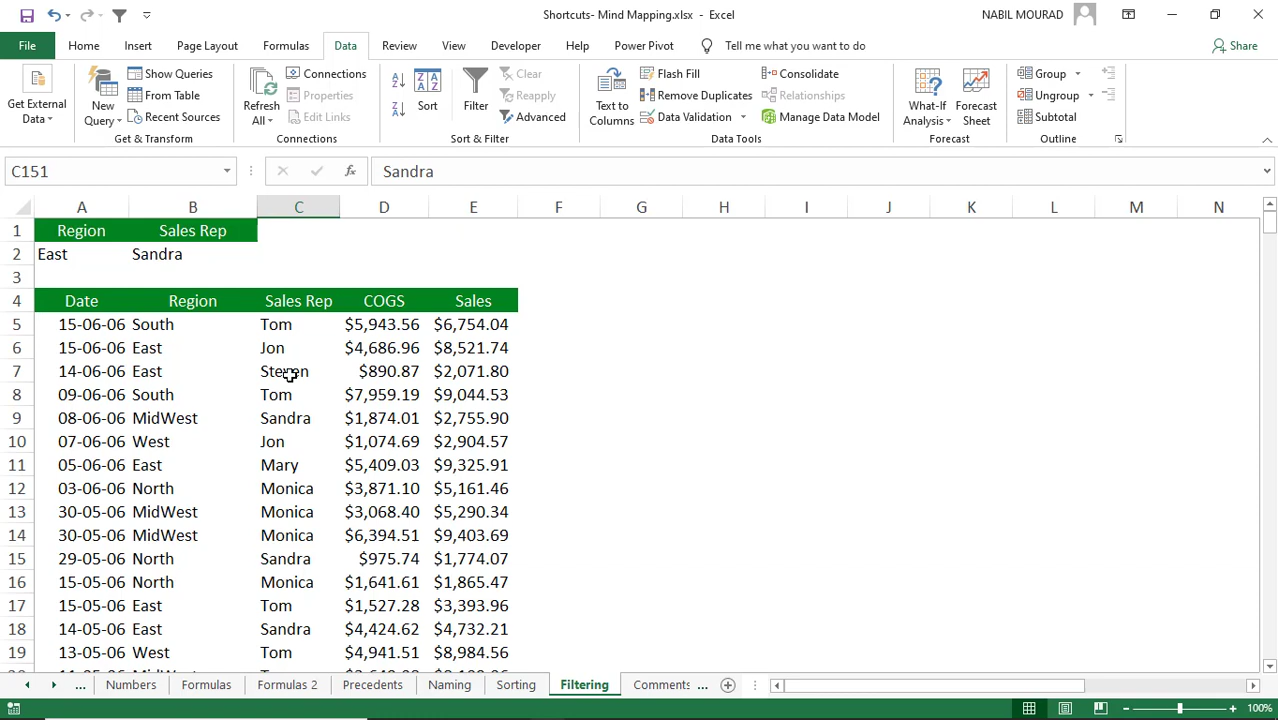 Shortcuts- Mind Mapping.xlsx - Excel
NABIL MOURAD
File Home Insert Page Layout Formulas Data Review View Developer Help Power Pivot Tell me what you want to do Share
Get External Data
New Query
Show Queries
From Table
Recent Sources
Get & Transform
Refresh All
Connections
Properties
Edit Links
Connections
Sort
Filter
Clear
Reapply
Advanced
Sort & Filter
Text to Columns
Flash Fill
Remove Duplicates
Data Validation
Consolidate
Relationships
Manage Data Model
Data Tools
What-If Analysis
Forecast Sheet
Forecast
Group
Ungroup
Subtotal
Outline
C151 fx Sandra
A B C D E F G H I J K L M N
1 Region Sales Rep
2 East Sandra
3
4 Date Region Sales Rep COGS Sales
5 15-06-06 South Tom $5,943.56 $6,754.04
6 15-06-06 East Jon $4,686.96 $8,521.74
7 14-06-06 East Steven $890.87 $2,071.80
8 09-06-06 South Tom $7,959.19 $9,044.53
9 08-06-06 MidWest Sandra $1,874.01 $2,755.90
10 07-06-06 West Jon $1,074.69 $2,904.57
11 05-06-06 East Mary $5,409.03 $9,325.91
12 03-06-06 North Monica $3,871.10 $5,161.46
13 30-05-06 MidWest Monica $3,068.40 $5,290.34
14 30-05-06 MidWest Monica $6,394.51 $9,403.69
15 29-05-06 North Sandra $975.74 $1,774.07
16 15-05-06 North Monica $1,641.61 $1,865.47
17 15-05-06 East Tom $1,527.28 $3,393.96
18 14-05-06 East Sandra $4,424.62 $4,732.21
19 13-05-06 West Tom $4,941.51 $8,984.56
... Numbers Formulas Formulas 2 Precedents Naming Sorting Filtering Comments ...
100%